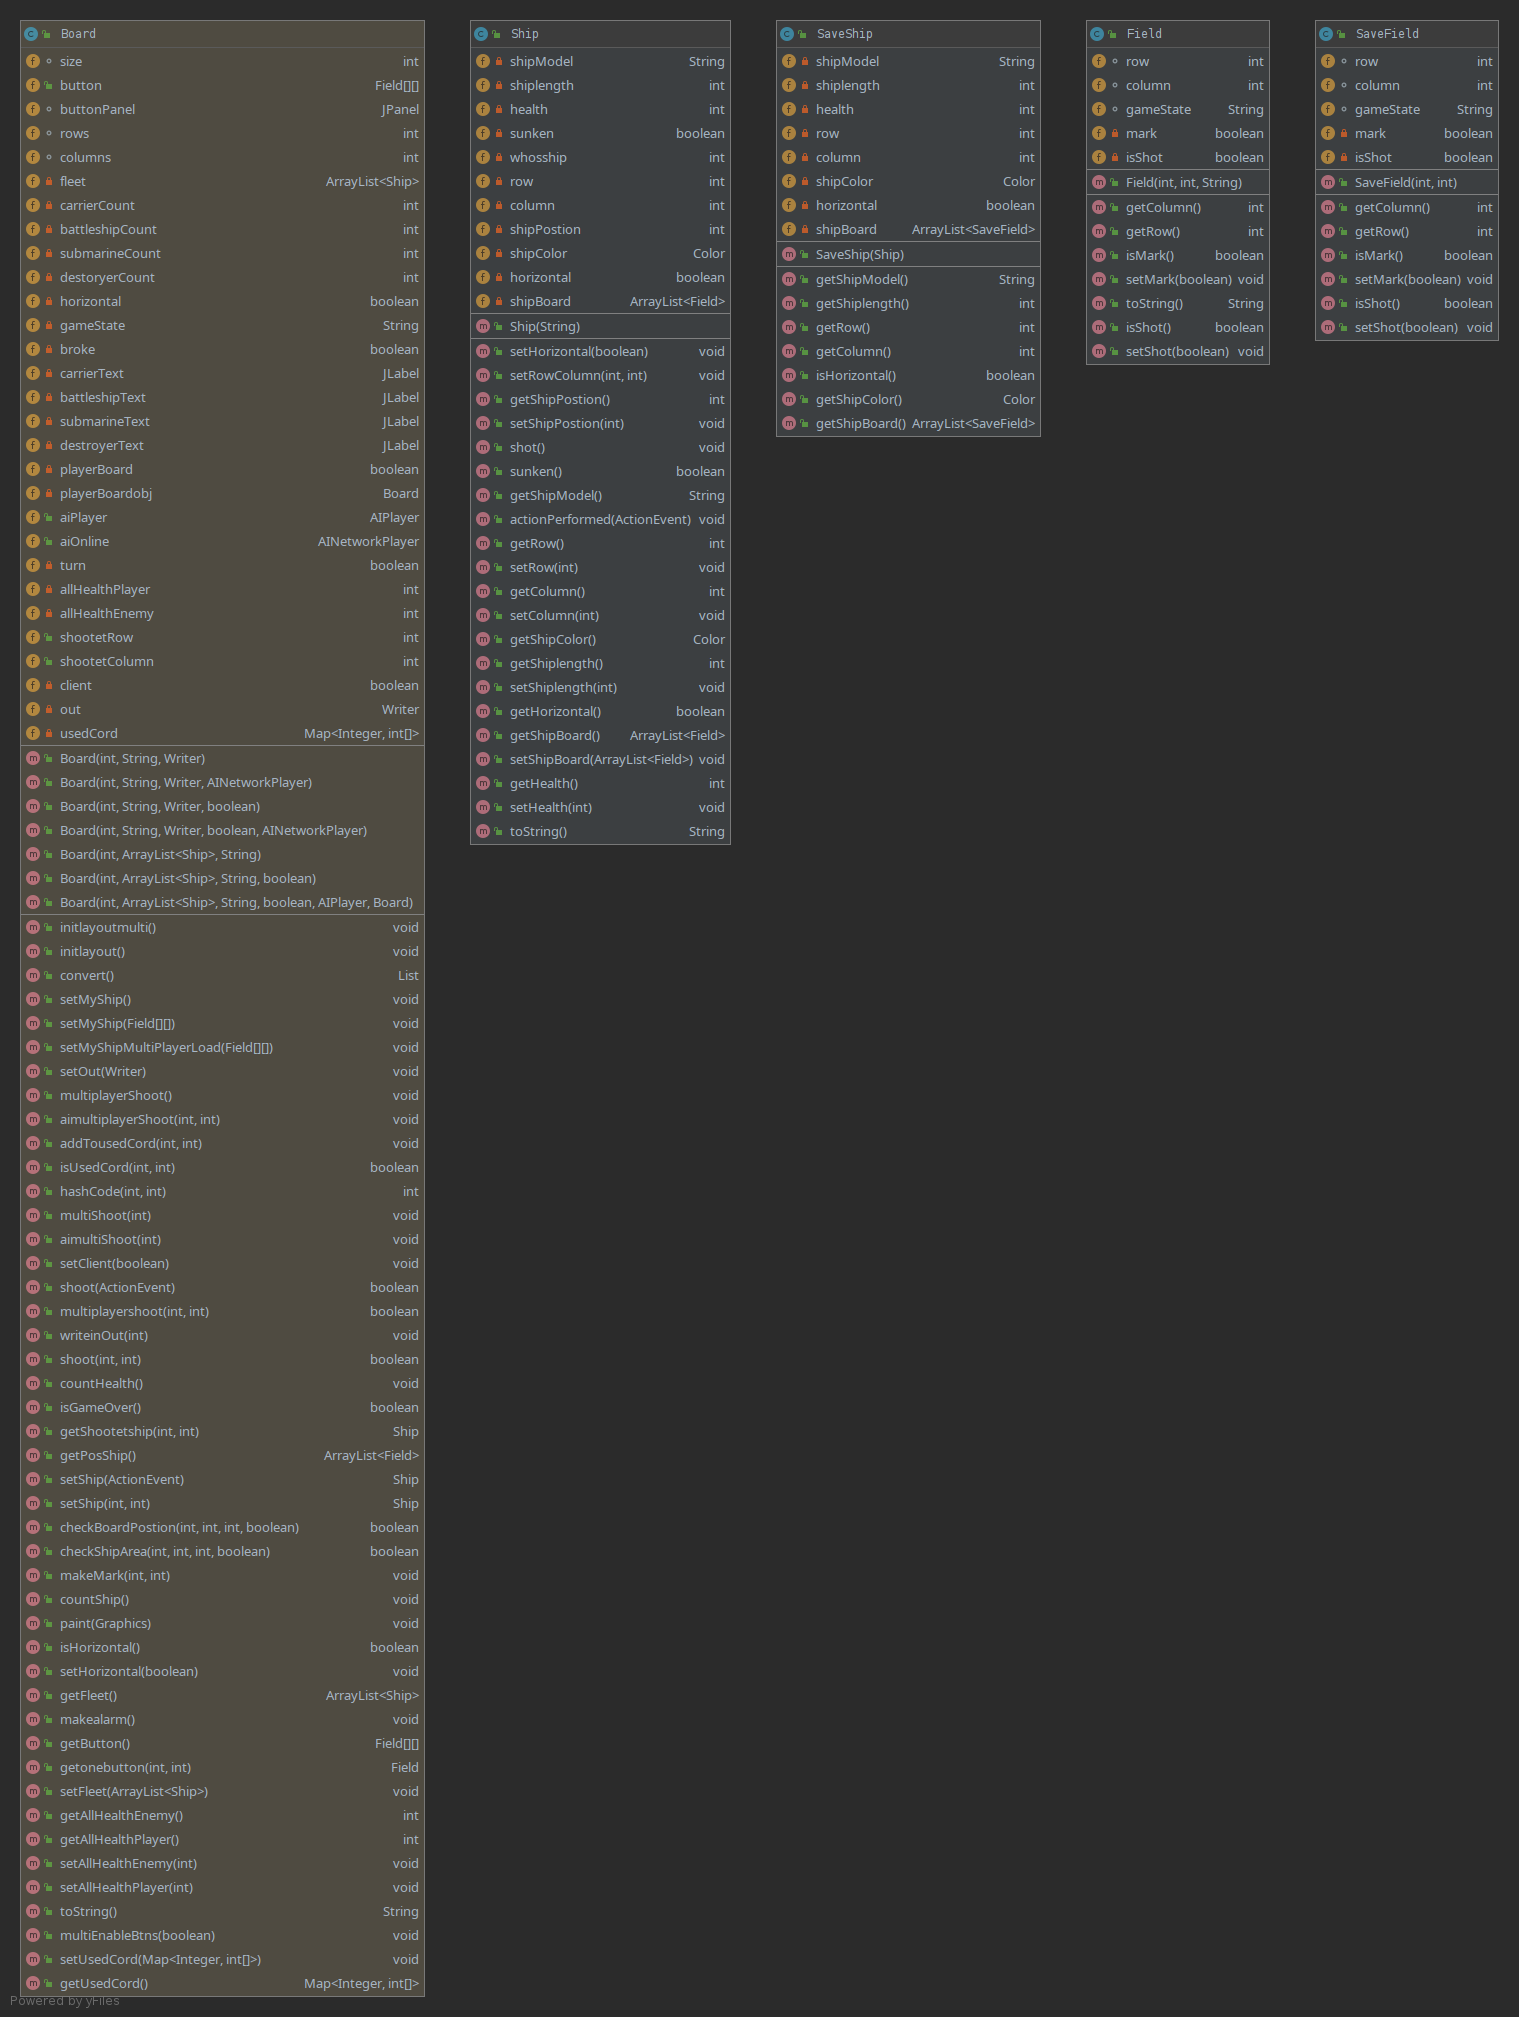 Board
size int
button Field[][]
buttonPanel JPanel
rows int
columns int
fleet ArrayList<Ship>
carrierCount int
battleshipCount int
submarineCount int
destoryerCount int
horizontal boolean
gameState String
broke boolean
carrierText JLabel
battleshipText JLabel
submarineText JLabel
destroyerText JLabel
playerBoard boolean
playerBoardobj Board
aiPlayer AIPlayer
aiOnline AINetworkPlayer
turn boolean
allHealthPlayer int
allHealthEnemy int
shootetRow int
shootetColumn int
client boolean
out Writer
usedCord Map<Integer, int[]>
Board(int, String, Writer)
Board(int, String, Writer, AINetworkPlayer)
Board(int, String, Writer, boolean)
Board(int, String, Writer, boolean, AINetworkPlayer)
Board(int, ArrayList<Ship>, String)
Board(int, ArrayList<Ship>, String, boolean)
Board(int, ArrayList<Ship>, String, boolean, AIPlayer, Board)
initlayoutmulti() void
initlayout() void
convert() List
setMyShip() void
setMyShip(Field[][]) void
setMyShipMultiPlayerLoad(Field[][]) void
setOut(Writer) void
multiplayerShoot() void
aimultiplayerShoot(int, int) void
addTousedCord(int, int) void
isUsedCord(int, int) boolean
hashCode(int, int) int
multiShoot(int) void
aimultiShoot(int) void
setClient(boolean) void
shoot(ActionEvent) boolean
multiplayershoot(int, int) boolean
writeinOut(int) void
shoot(int, int) boolean
countHealth() void
isGameOver() boolean
getShootetship(int, int) Ship
getPosShip() ArrayList<Field>
setShip(ActionEvent) Ship
setShip(int, int) Ship
checkBoardPostion(int, int, int, boolean) boolean
checkShipArea(int, int, int, boolean) boolean
makeMark(int, int) void
countShip() void
paint(Graphics) void
isHorizontal() boolean
setHorizontal(boolean) void
getFleet() ArrayList<Ship>
makealarm() void
getButton() Field[][]
getonebutton(int, int) Field
setFleet(ArrayList<Ship>) void
getAllHealthEnemy() int
getAllHealthPlayer() int
setAllHealthEnemy(int) void
setAllHealthPlayer(int) void
toString() String
multiEnableBtns(boolean) void
setUsedCord(Map<Integer, int[]>) void
getUsedCord() Map<Integer, int[]>
Ship
shipModel String
shiplength int
health int
sunken boolean
whosship int
row int
column int
shipPostion int
shipColor Color
horizontal boolean
shipBoard ArrayList<Field>
Ship(String)
setHorizontal(boolean) void
setRowColumn(int, int) void
getShipPostion() int
setShipPostion(int) void
shot() void
sunken() boolean
getShipModel() String
actionPerformed(ActionEvent) void
getRow() int
setRow(int) void
getColumn() int
setColumn(int) void
getShipColor() Color
getShiplength() int
setShiplength(int) void
getHorizontal() boolean
getShipBoard() ArrayList<Field>
setShipBoard(ArrayList<Field>) void
getHealth() int
setHealth(int) void
toString() String
SaveShip
shipModel String
shiplength int
health int
row int
column int
shipColor Color
horizontal boolean
shipBoard ArrayList<SaveField>
SaveShip(Ship)
getShipModel() String
getShiplength() int
getRow() int
getColumn() int
isHorizontal() boolean
getShipColor() Color
getShipBoard() ArrayList<SaveField>
Field
row int
column int
gameState String
mark boolean
isShot boolean
Field(int, int, String)
getColumn() int
getRow() int
isMark() boolean
setMark(boolean) void
toString() String
isShot() boolean
setShot(boolean) void
SaveField
row int
column int
gameState String
mark boolean
isShot boolean
SaveField(int, int)
getColumn() int
getRow() int
isMark() boolean
setMark(boolean) void
isShot() boolean
setShot(boolean) void
Powered by yFiles